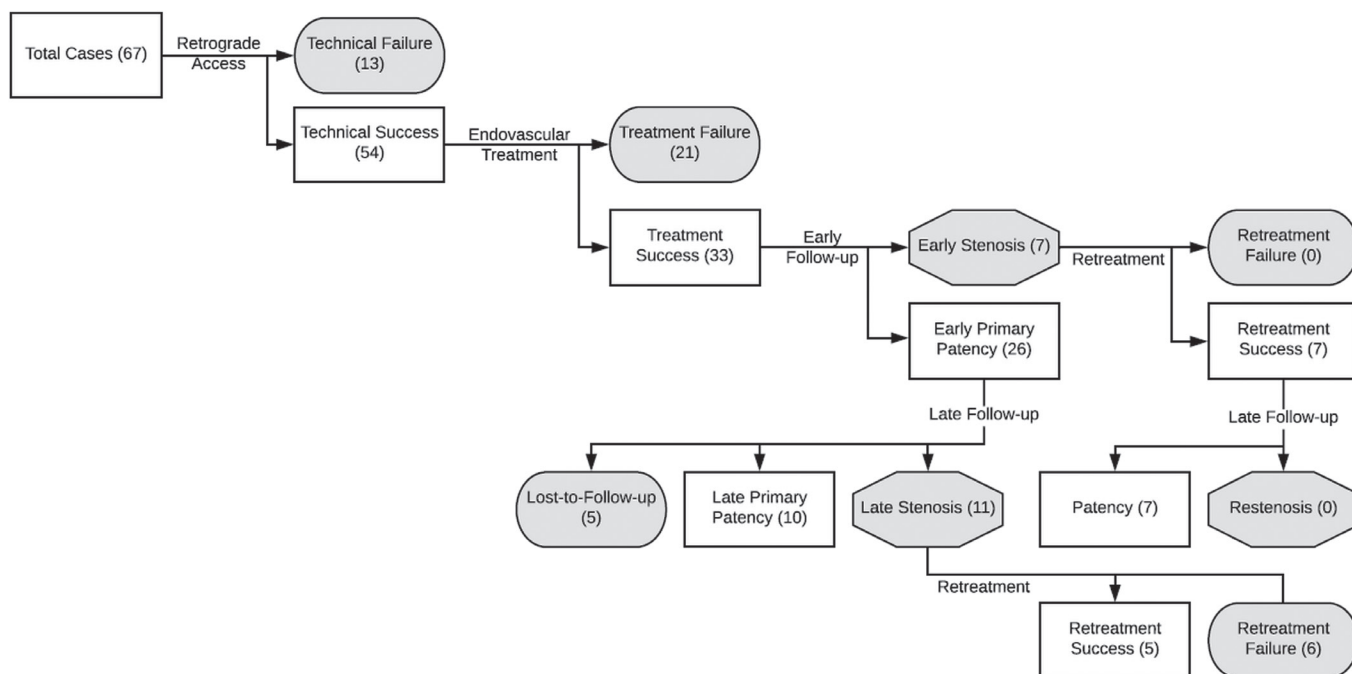 Total Cases (67)
Retrograde
Access
Technical Failure
(13)
Technical Success
(54)
Endovascular
Treatment
Treatment Failure
(21)
Treatment
Success (33)
Early
Follow-up
Early Stenosis (7)
Retreatment
Retreatment
Failure (0)
Early Primary
Patency (26)
Retreatment
Success (7)
Late Follow-up
Late Follow-up
Lost-to-Follow-up
(5)
Late Primary
Patency (10)
Late Stenosis (11)
Patency (7)
Restenosis (0)
Retreatment
Retreatment
Success (5)
Retreatment
Failure (6)